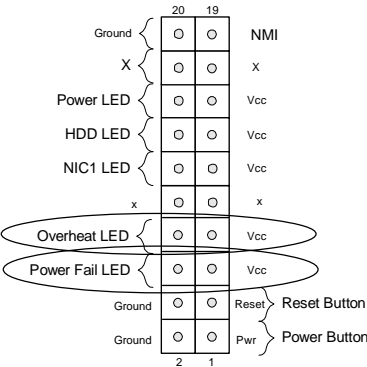 20 19
Ground NMI
X X
Power LED Vcc
HDD LED Vcc
NIC1 LED Vcc
x x
Overheat LED Vcc
Power Fail LED Vcc
Ground Reset Reset Button
Ground Pwr Power Button
2 1